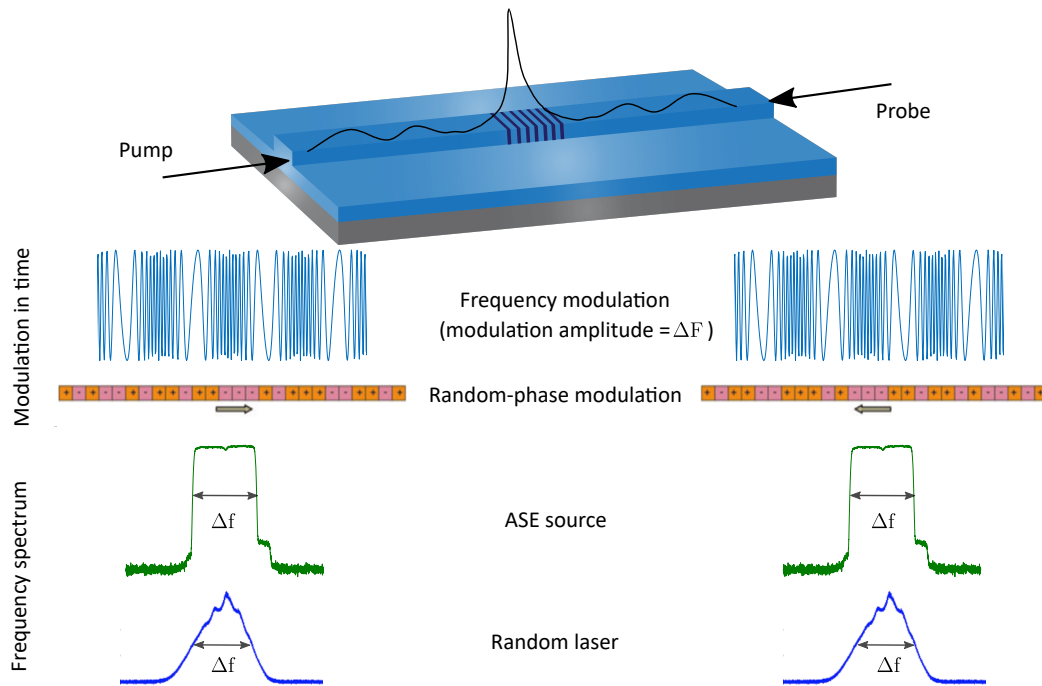 Pump
Probe
Modulation in time
Frequency modulation
(modulation amplitude = ΔF )
+ - + - - + - + + - + + - - - + - + + - - - + + - +
Random-phase modulation
Frequency spectrum
Δf
ASE source
Δf
Δf
Random laser
Δf